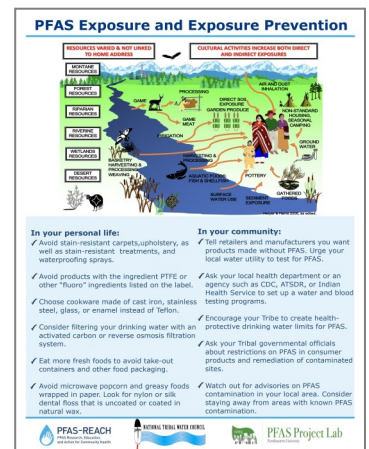 PFAS Exposure and Exposure Prevention
RESOURCES VARIED & NOT LINKED
TO HOME ADDRESS
CULTURAL ACTIVITIES INCREASE BOTH DIRECT
AND INDIRECT EXPOSURES
MONTANE
RESOURCES
FOREST
RESOURCES
RIPARIAN
RESOURCES
RIVERINE
RESOURCES
WETLANDS
RESOURCES
DESERT
RESOURCES
GAME
PROCESSING
GAME
MEAT
DIRECT SOIL
EXPOSURE
GARDEN PRODUCE
AIR AND DUST
INHALATION
NON-STANDARD
HOUSING,
SEASONAL
CAMPING
IRRIGATION
GROUND
WATER
BASKETRY
HARVESTING &
PROCESSING
WEAVING
HARVESTING &
PROCESSING
AQUATIC FOODS
FISH & SHELLFISH
POTTERY
GATHERED
FOODS
SURFACE
WATER USE
SEDIMENT
EXPOSURE
In your personal life:
✓ Avoid stain-resistant carpets,upholstery, as
well as stain-resistant treatments, and
waterproofing sprays.
✓ Avoid products with the ingredient PTFE or
other "fluoro" ingredients listed on the label.
✓ Choose cookware made of cast iron, stainless
steel, glass, or enamel instead of Teflon.
✓ Consider filtering your drinking water with an
activated carbon or reverse osmosis filtration
system.
✓ Eat more fresh foods to avoid take-out
containers and other food packaging.
✓ Avoid microwave popcorn and greasy foods
wrapped in paper. Look for nylon or silk
dental floss that is uncoated or coated in
natural wax.
In your community:
✓ Tell retailers and manufacturers you want
products made without PFAS. Urge your
local water utility to test for PFAS.
✓ Ask your local health department or an
agency such as CDC, ATSDR, or Indian
Health Service to set up a water and blood
testing programs.
✓ Encourage your Tribe to create health-
protective drinking water limits for PFAS.
✓ Ask your Tribal governmental officials
about restrictions on PFAS in consumer
products and remediation of contaminated
sites.
✓ Watch out for advisories on PFAS
contamination in your local area. Consider
staying away from areas with known PFAS
contamination.
PFAS-REACH
PFAS Research, Education,
and Action for Community Health
NATIONAL TRIBAL WATER COUNCIL
PFAS Project Lab
Northeastern University